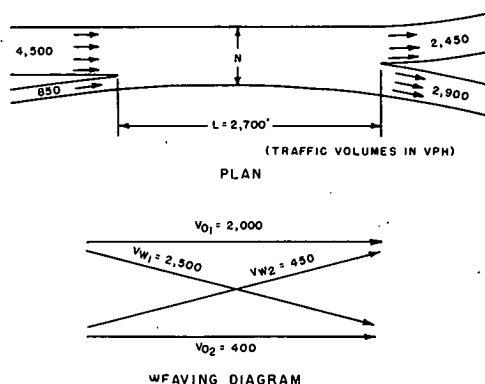 4,500
850
N
2,450
2,900
L = 2,700'
(TRAFFIC VOLUMES IN VPH)
PLAN
VO1 = 2,000
VW1 = 2,500
VW2 = 450
VO2 = 400
WEAVING DIAGRAM